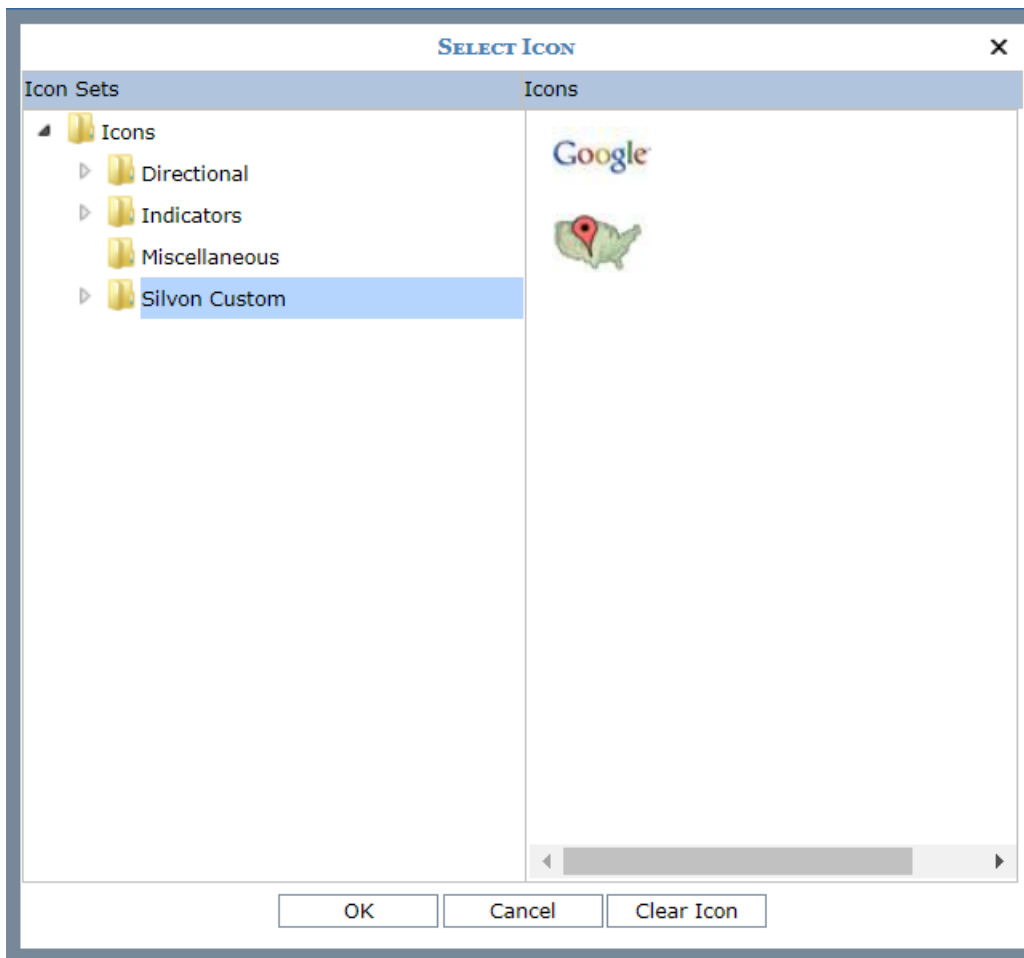 SELECT ICON
Icon Sets
Icons
Icons
Directional
Indicators
Miscellaneous
Silvon Custom
Google
OK
Cancel
Clear Icon